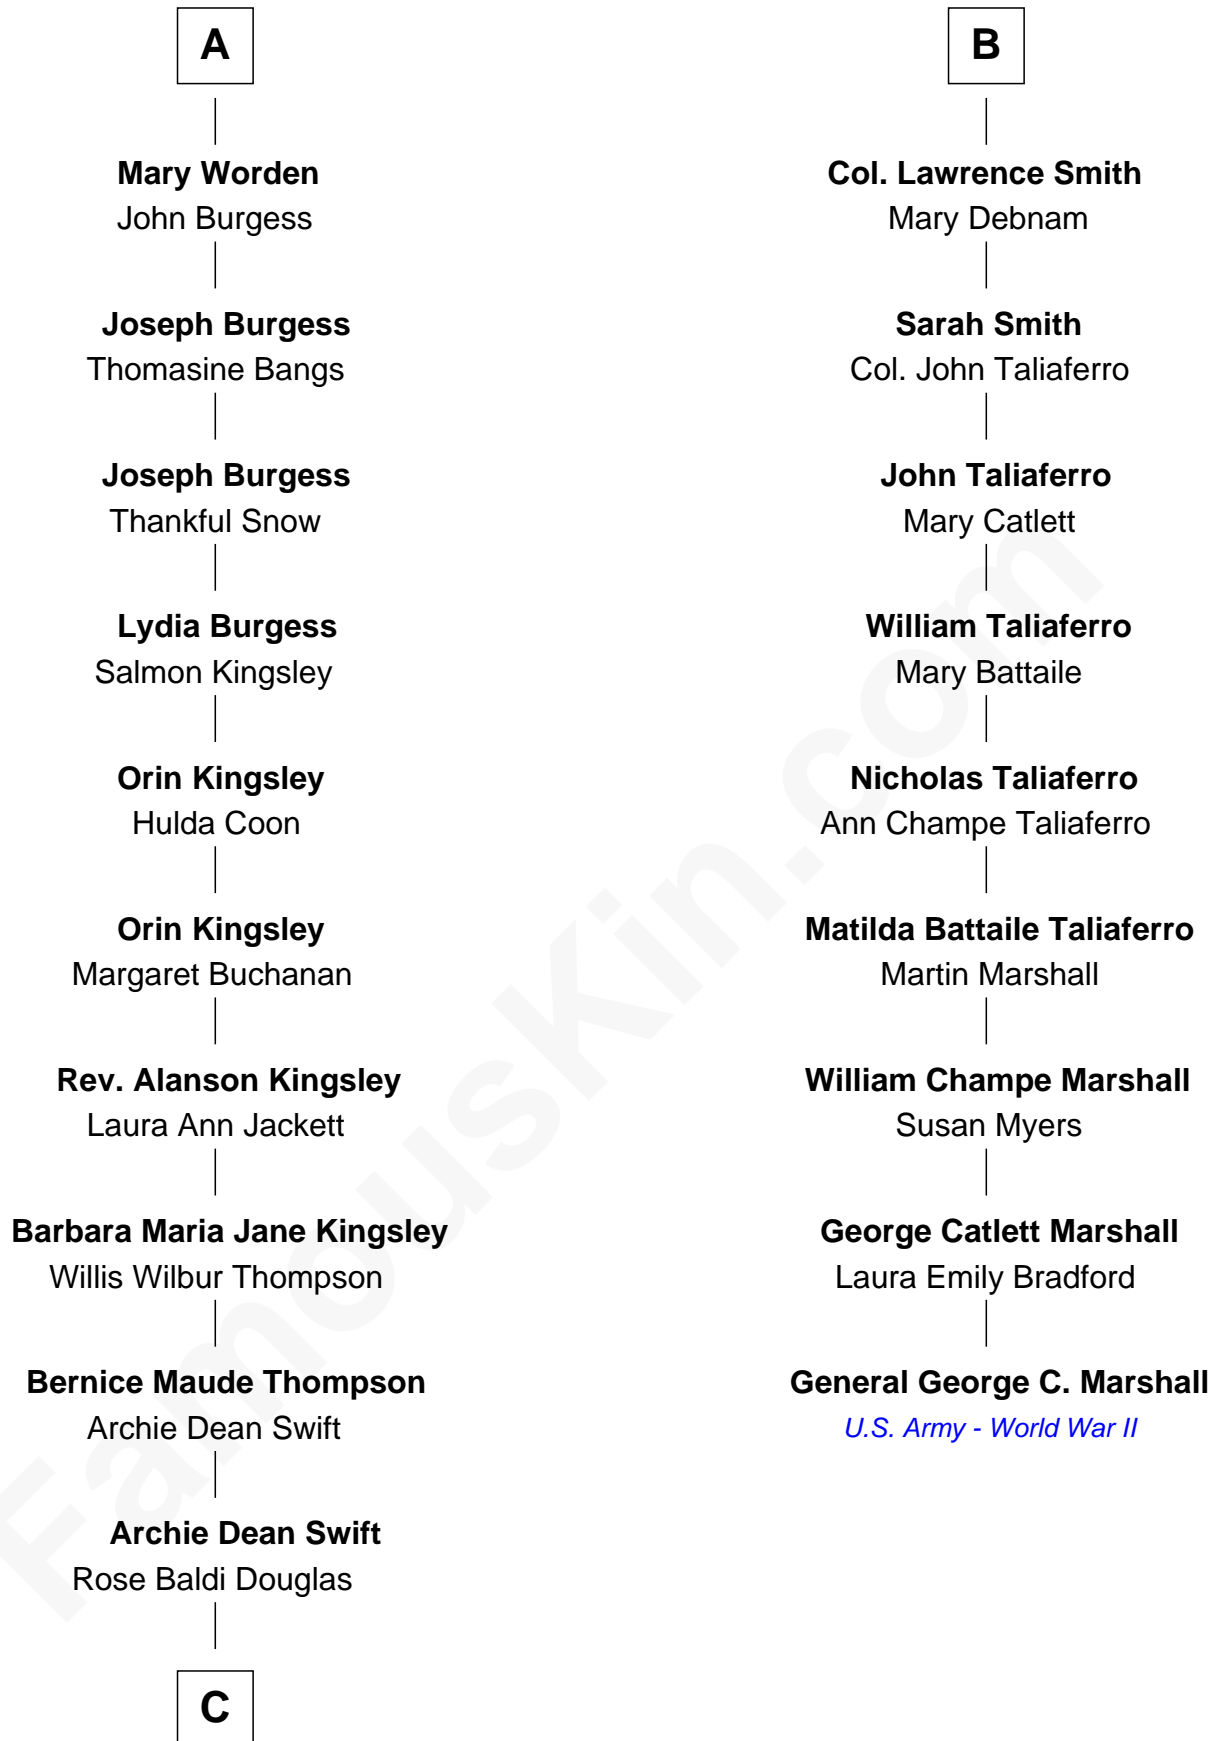 A
Mary Worden
John Burgess
Joseph Burgess
Thomasine Bangs
Joseph Burgess
Thankful Snow
Lydia Burgess
Salmon Kingsley
Orin Kingsley
Hulda Coon
Orin Kingsley
Margaret Buchanan
Rev. Alanson Kingsley
Laura Ann Jackett
Barbara Maria Jane Kingsley
Willis Wilbur Thompson
Bernice Maude Thompson
Archie Dean Swift
Archie Dean Swift
Rose Baldi Douglas
C
B
Col. Lawrence Smith
Mary Debnam
Sarah Smith
Col. John Taliaferro
John Taliaferro
Mary Catlett
William Taliaferro
Mary Battaile
Nicholas Taliaferro
Ann Champe Taliaferro
Matilda Battaile Taliaferro
Martin Marshall
William Champe Marshall
Susan Myers
George Catlett Marshall
Laura Emily Bradford
General George C. Marshall
U.S. Army - World War II
FamousKin.com